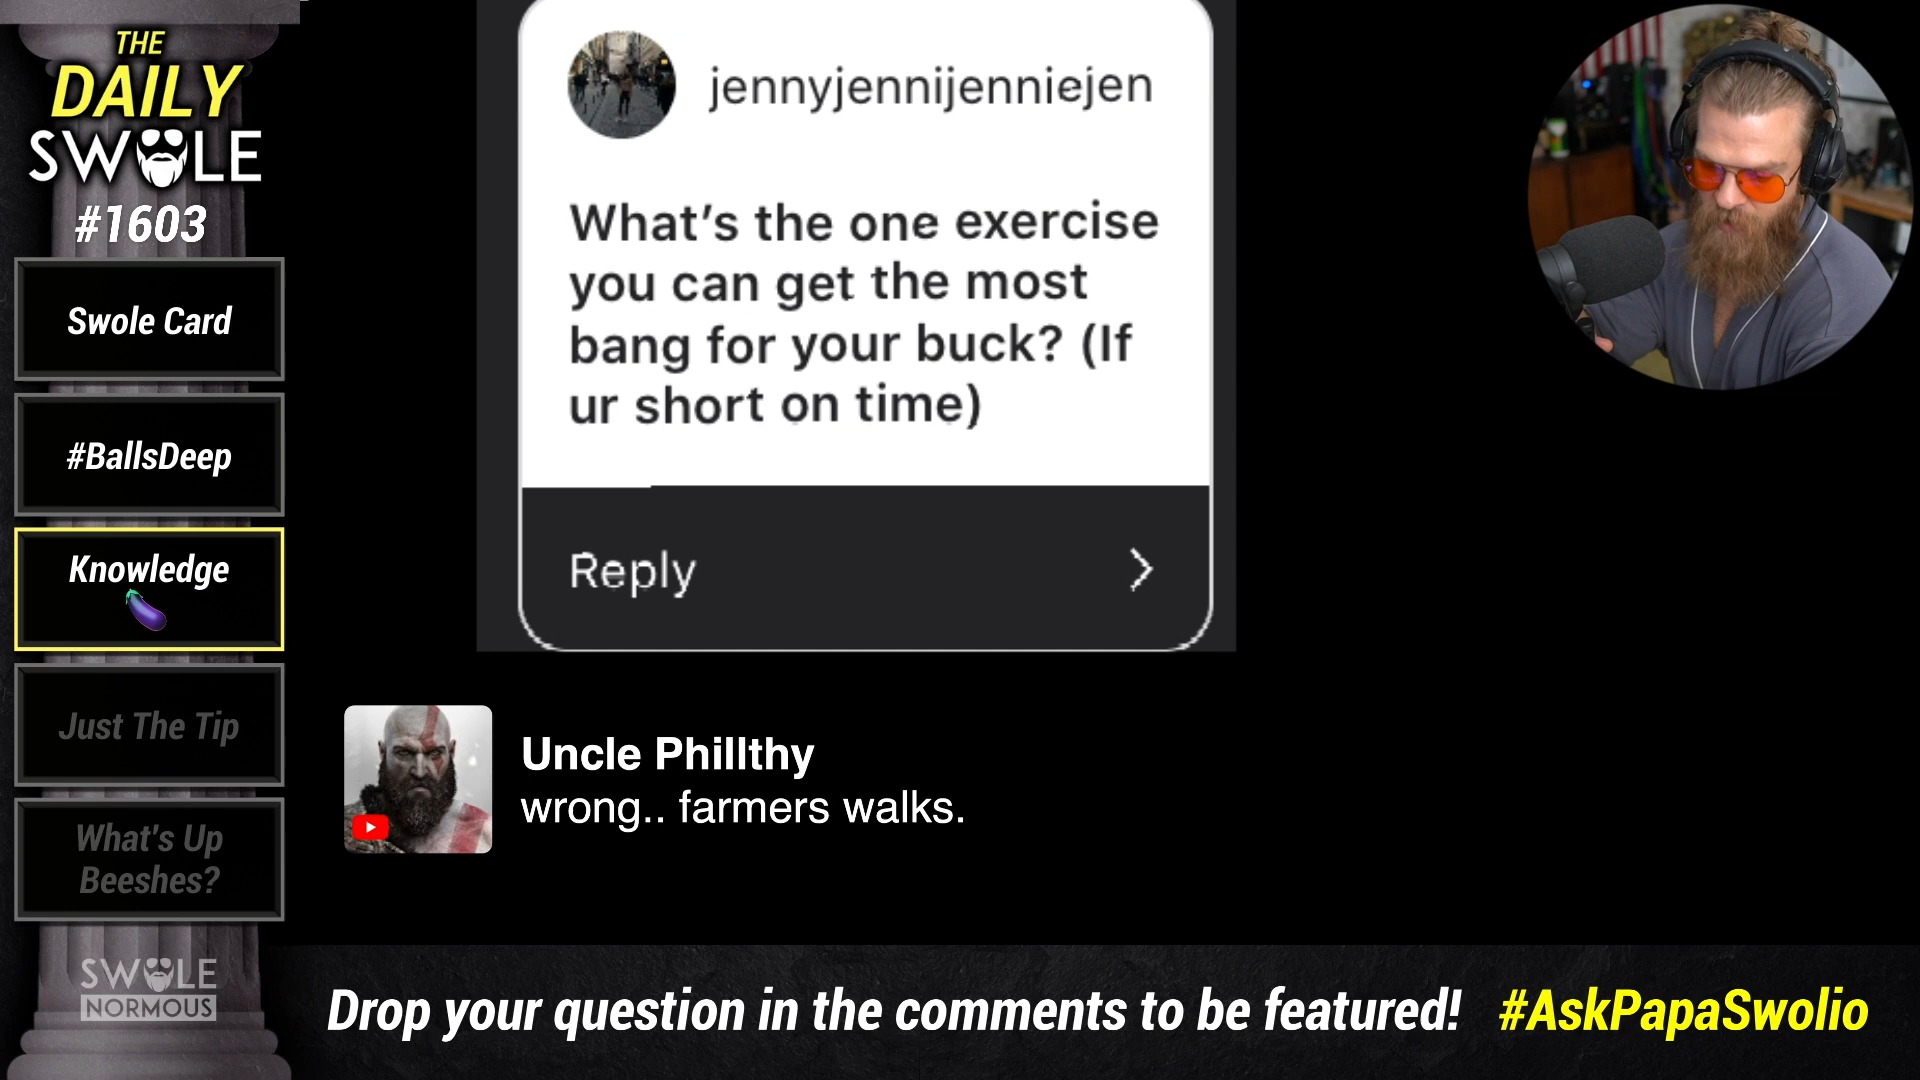 THE
DAILY
SWOLE
#1603
Swole Card
#BallsDeep
Knowledge
Just The Tip
What's Up
Beeshes?
SWOLE
NORMOUS
jennyjennijenniejen
What's the one exercise
you can get the most
bang for your buck? (If
ur short on time)
Reply
Uncle Phillthy
wrong.. farmers walks.
Drop your question in the comments to be featured! #AskPapaSwolio